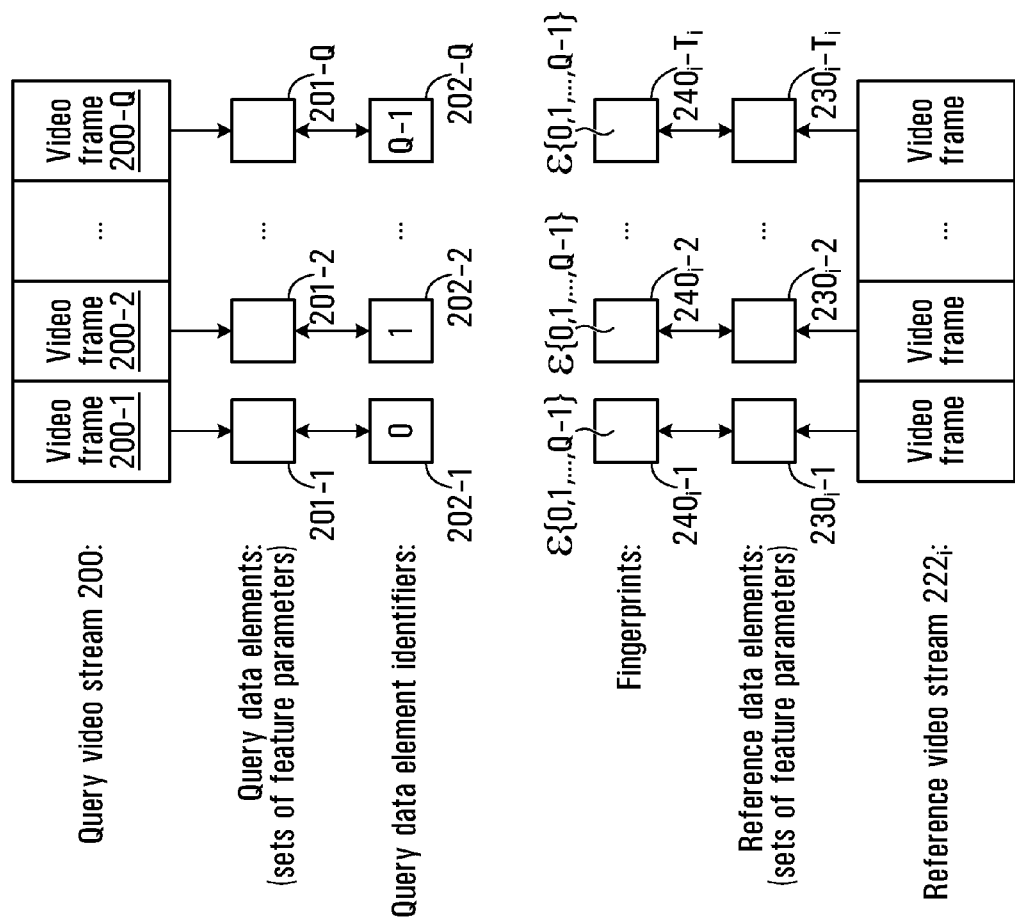 Query video stream 200:
Video
frame
200-1
Video
frame
200-2
...
Video
frame
200-Q
Query data elements:
(sets of feature parameters)
201-1
201-2
...
201-Q
Query data element identifiers:
0
1
...
Q-1
202-1
202-2
202-Q
ε{0,1,...,Q-1}
ε{0,1,...,Q-1}
ε{0,1,...,Q-1}
Fingerprints:
...
240i-1
240i-2
240i-Ti
Reference data elements:
(sets of feature parameters)
...
230i-1
230i-2
230i-Ti
Reference video stream 222i:
Video
frame
Video
frame
...
Video
frame